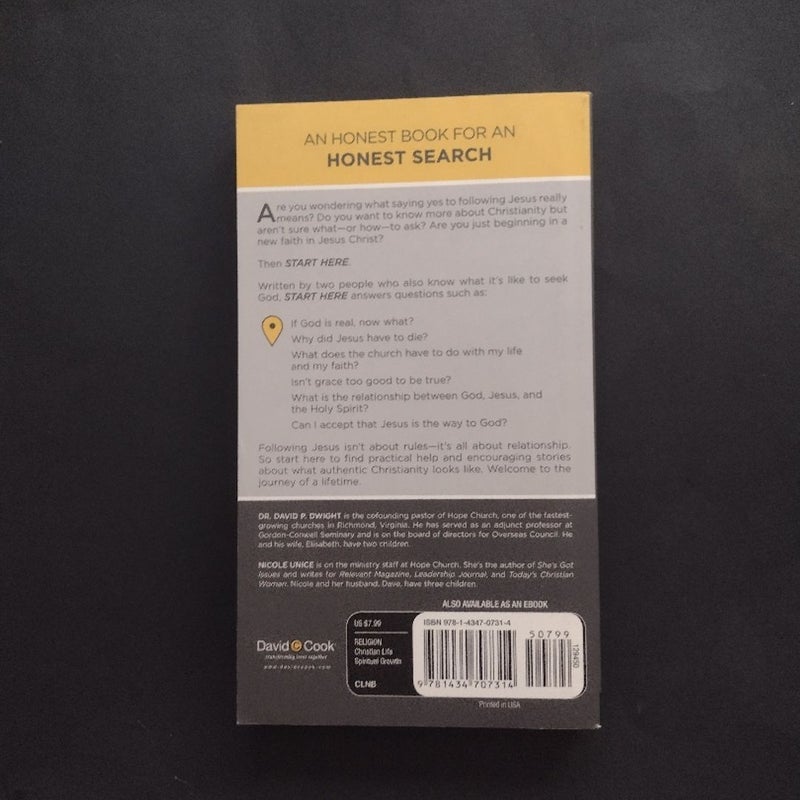 AN HONEST BOOK FOR AN
HONEST SEARCH
Are you wondering what saying yes to following Jesus really
means? Do you want to know more about Christianity but
aren't sure what—or how—to ask? Are you just beginning in a
new faith in Jesus Christ?
Then START HERE.
Written by two people who also know what it's like to seek
God, START HERE answers questions such as:
If God is real, now what?
Why did Jesus have to die?
What does the church have to do with my life
and my faith?
Isn't grace too good to be true?
What is the relationship between God, Jesus, and
the Holy Spirit?
Can I accept that Jesus is the way to God?
Following Jesus isn't about rules—it's all about relationship.
So start here to find practical help and encouraging stories
about what authentic Christianity looks like. Welcome to the
journey of a lifetime.
DR. DAVID P. DWIGHT is the cofounding pastor of Hope Church, one of the fastest-
growing churches in Richmond, Virginia. He has served as an adjunct professor at
Gordon-Conwell Seminary and is on the board of directors for Overseas Council. He
and his wife, Elisabeth, have two children.
NICOLE UNICE is on the ministry staff at Hope Church. She's the author of She's Got
Issues and writes for Relevant Magazine, Leadership Journal, and Today's Christian
Woman. Nicole and her husband, Dave, have three children.
ALSO AVAILABLE AS AN EBOOK
David C Cook
transforming lives together
www.davidccook.com
US $7.99
RELIGION
Christian Life
Spiritual Growth
CLNB
ISBN 978-1-4347-0731-4
50799
9 781434 707314
129450
Printed in USA